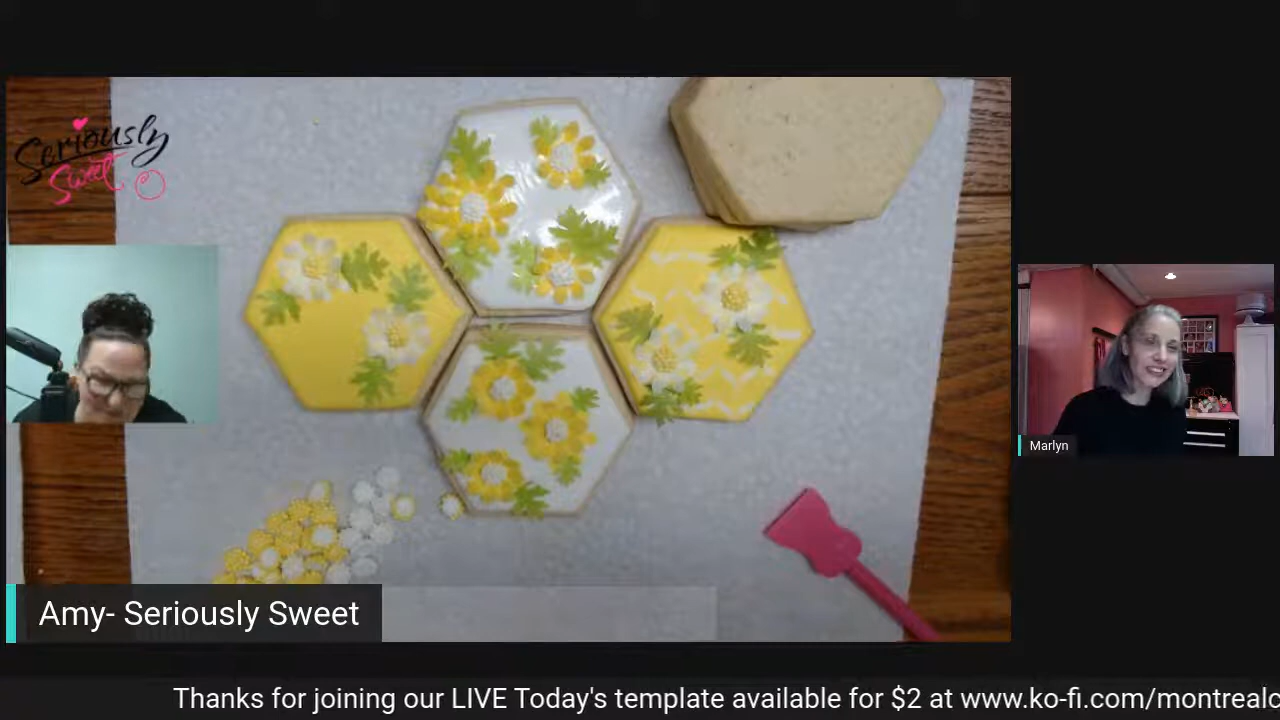 Seriously
Sweet
Marlyn
Amy- Seriously Sweet
Thanks for joining our LIVE Today's template available for $2 at www.ko-fi.com/montrealc